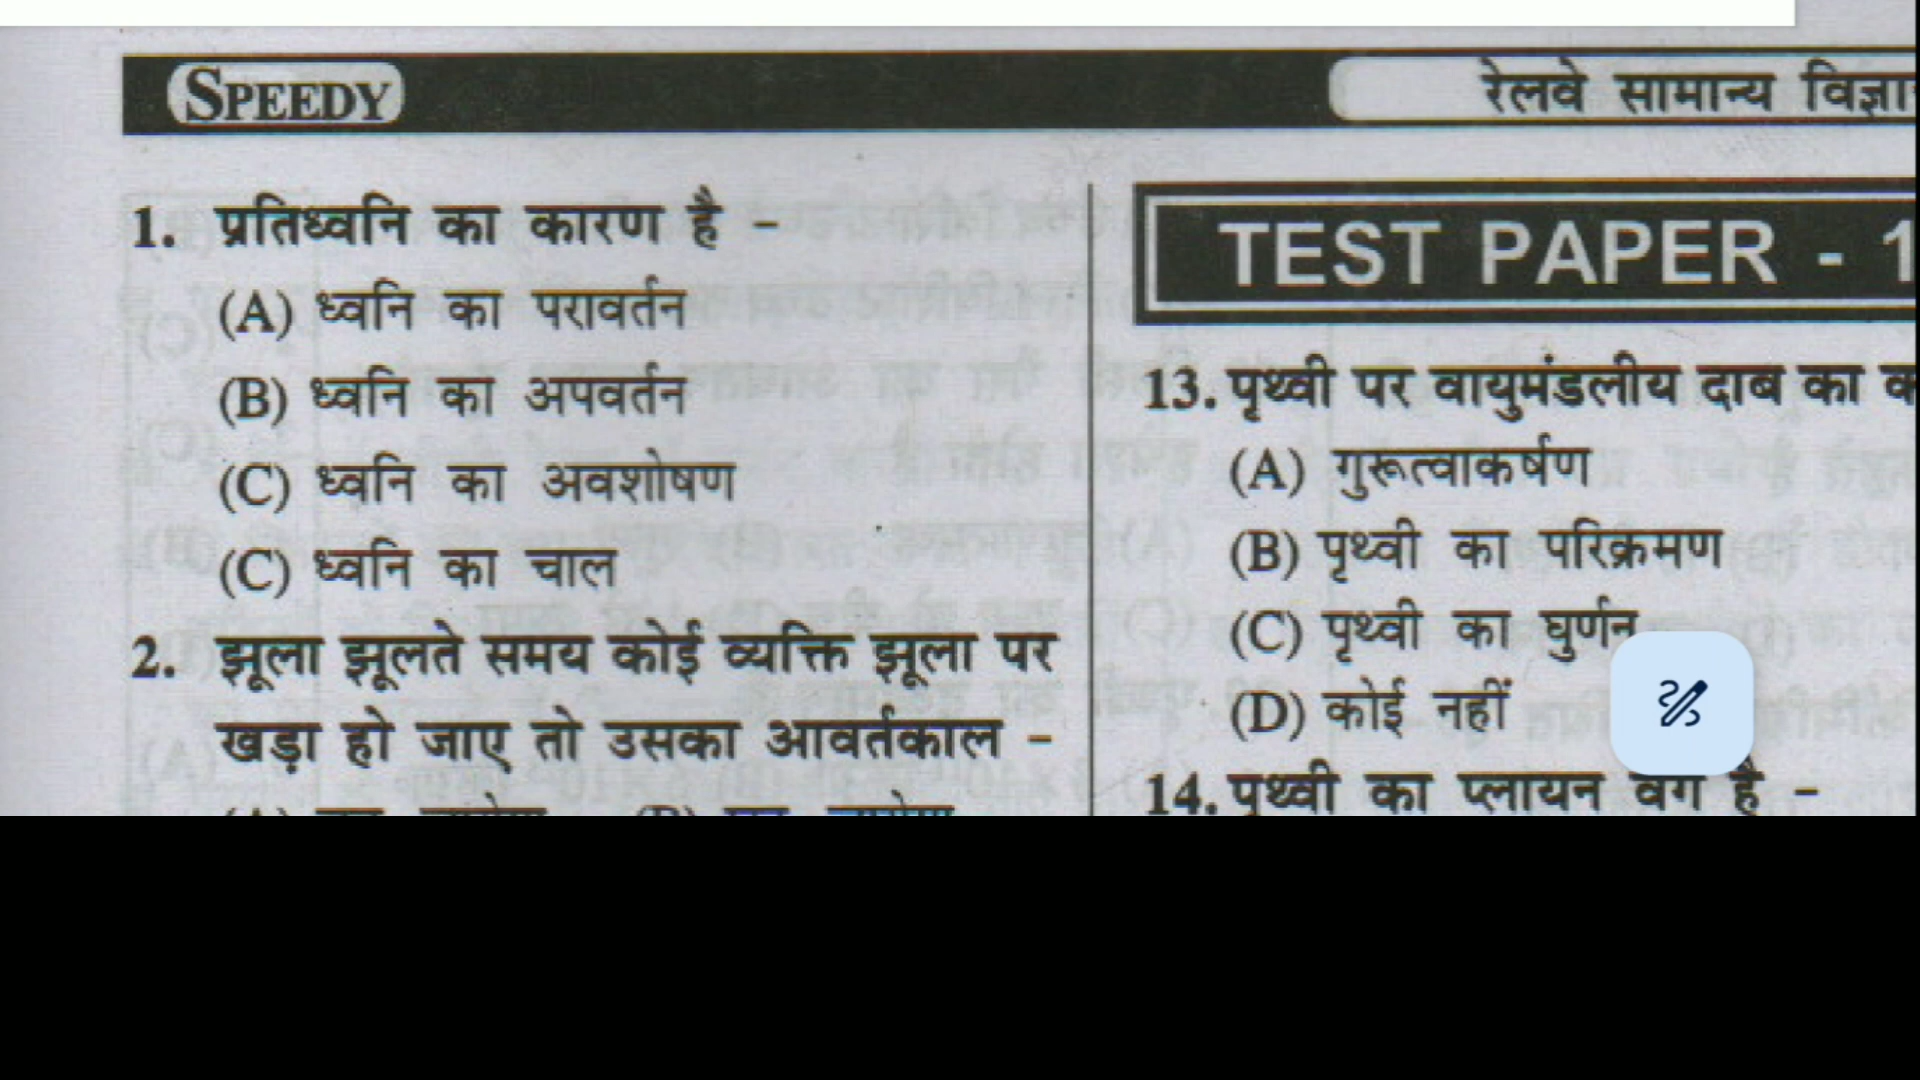 SPEEDY
रेलवे सामान्य
1. प्रतिध्वनि का कारण है -
(A) ध्वनि का परावर्तन
(B) ध्वनि का अपवर्तन
(C) ध्वनि का अवशोषण
(C) ध्वनि का चाल
2. झूला झूलते समय कोई व्यक्ति झूला पर
खड़ा हो जाए तो उसका आवर्तकाल -
TEST PAPER - 1
13. पृथ्वी पर वायुमंडलीय दाब का
(A) गुरूत्वाकर्षण
(B) पृथ्वी का परिक्रमण
(C) पृथ्वी का घुर्णन
(D) कोई नहीं
14. पृथ्वी का प्लायन वेग है -